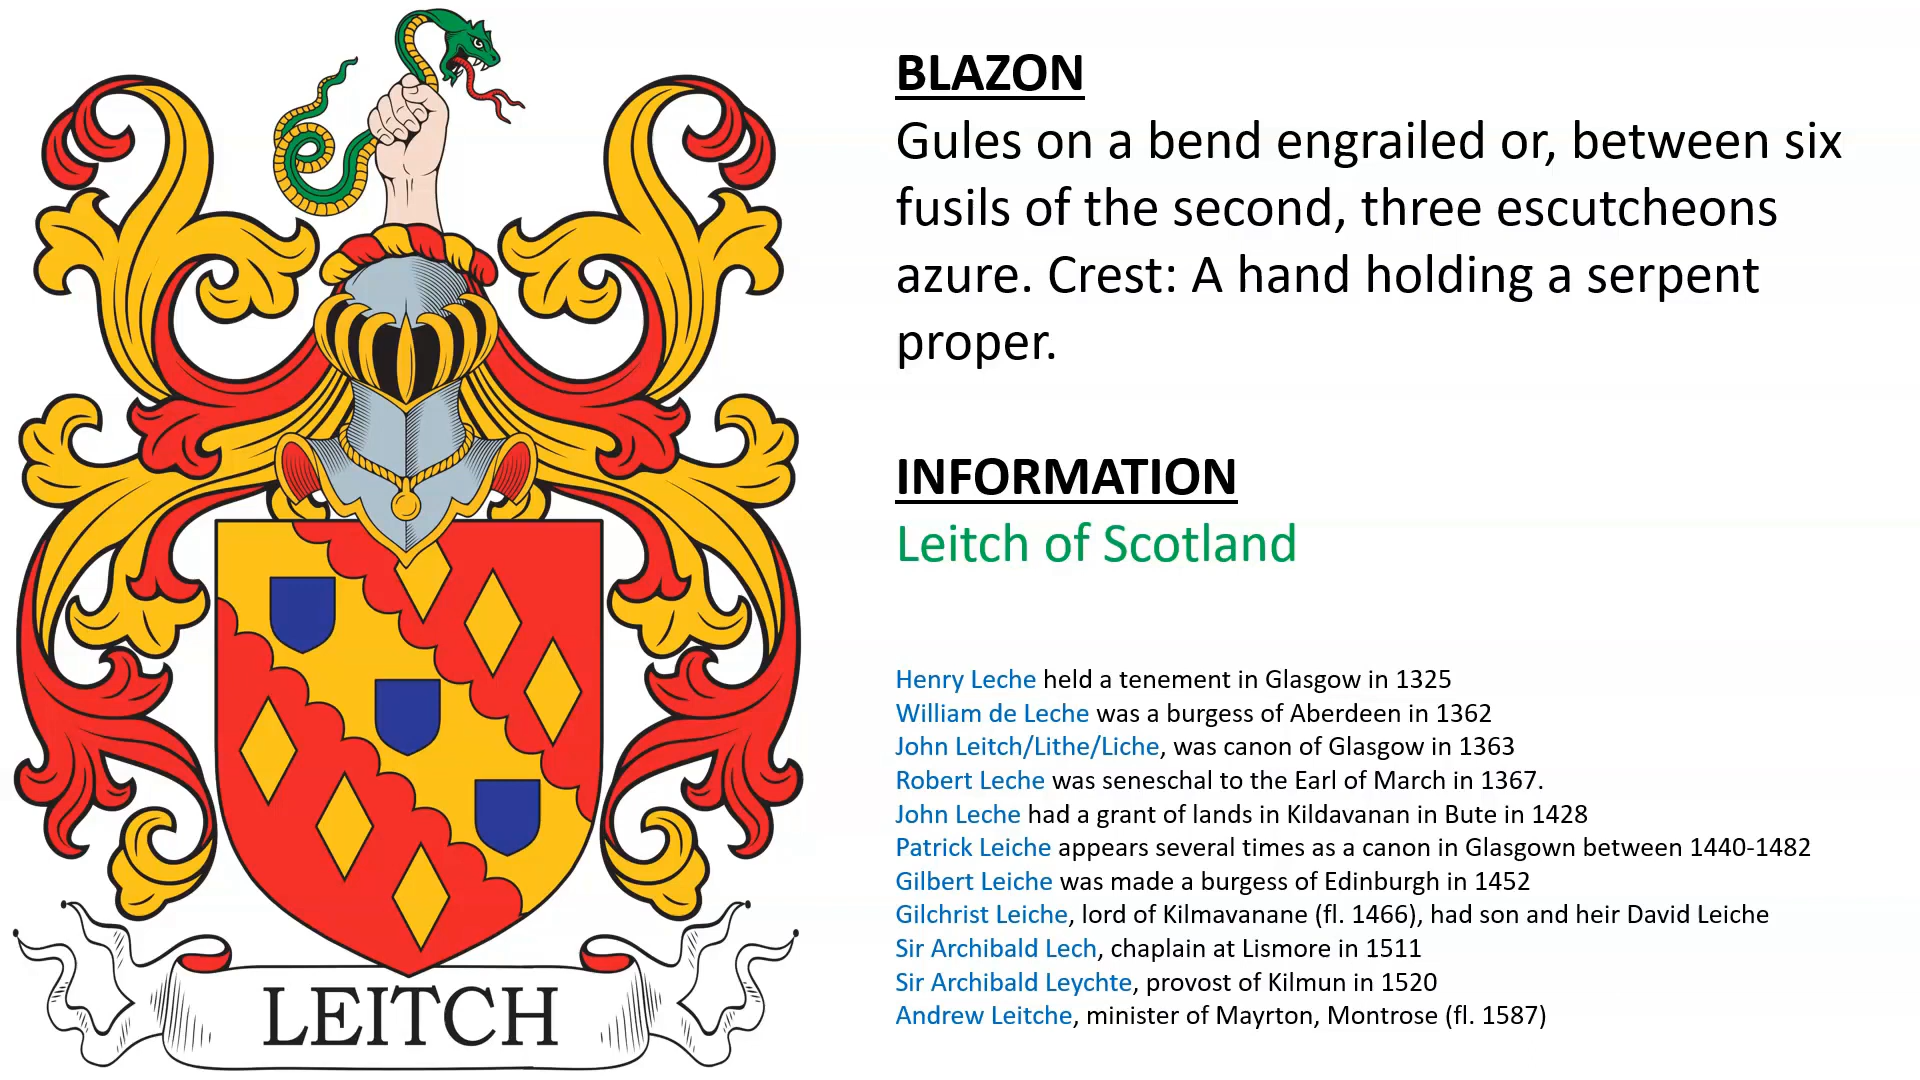 BLAZON
Gules on a bend engrailed or, between six
fusils of the second, three escutcheons
azure. Crest: A hand holding a serpent
proper.
INFORMATION
Leitch of Scotland
Henry Leche held a tenement in Glasgow in 1325
William de Leche was a burgess of Aberdeen in 1362
John Leitch/Lithe/Liche, was canon of Glasgow in 1363
Robert Leche was seneschal to the Earl of March in 1367.
John Leche had a grant of lands in Kildavanan in Bute in 1428
Patrick Leiche appears several times as a canon in Glasgown between 1440-1482
Gilbert Leiche was made a burgess of Edinburgh in 1452
Gilchrist Leiche, lord of Kilmavanane (fl. 1466), had son and heir David Leiche
Sir Archibald Lech, chaplain at Lismore in 1511
Sir Archibald Leychte, provost of Kilmun in 1520
Andrew Leitche, minister of Mayrton, Montrose (fl. 1587)
LEITCH